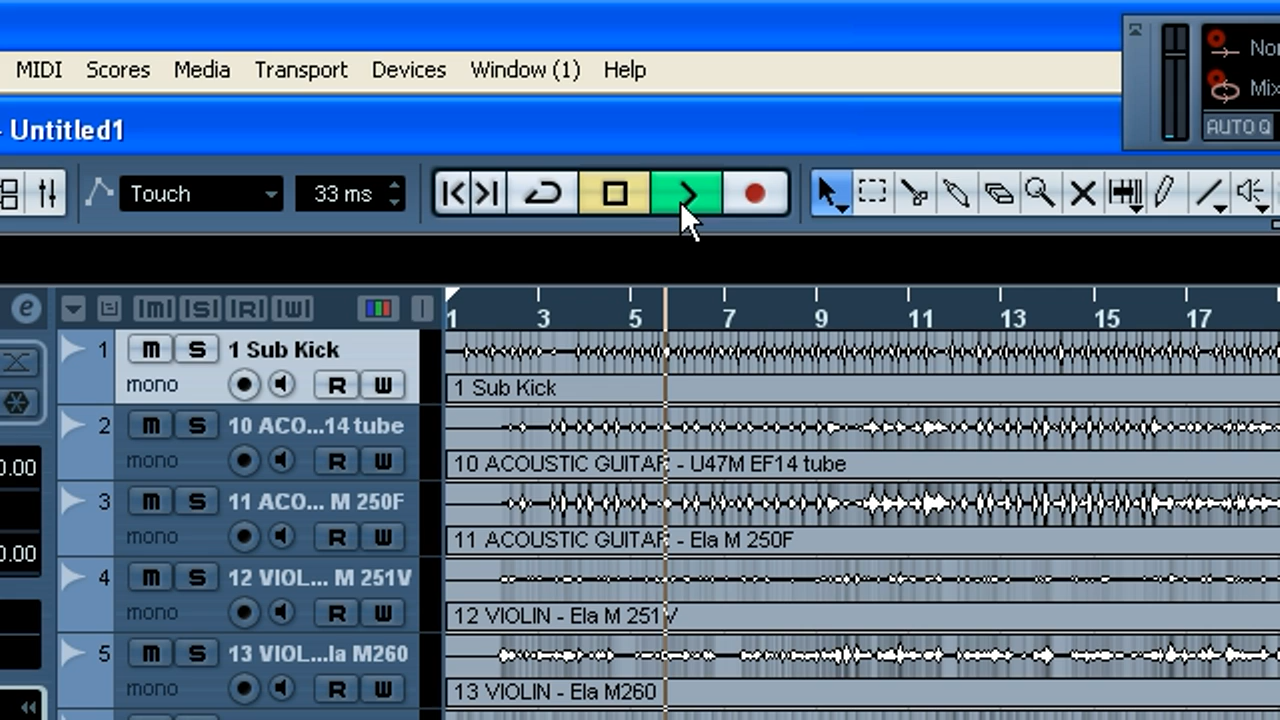 MIDI Scores Media Transport Devices Window (1) Help
- Untitled1
AUTO Q
Touch 33 ms
M S R W
1 3 5 7 9 11 13 15 17
1 M S 1 Sub Kick
mono R W
1 Sub Kick
2 M S 10 ACO...14 tube
mono R W
10 ACOUSTIC GUITAR - U47M EF14 tube
0.00
3 M S 11 ACO... M 250F
mono R W
11 ACOUSTIC GUITAR - Ela M 250F
0.00
4 M S 12 VIOL... M 251V
mono R W
12 VIOLIN - Ela M 251V
5 M S 13 VIOL...la M260
mono R W
13 VIOLIN - Ela M260